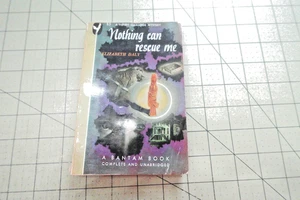 Nothing can
rescue me
ELIZABETH DALY
A BANTAM BOOK
COMPLETE AND UNABRIDGED